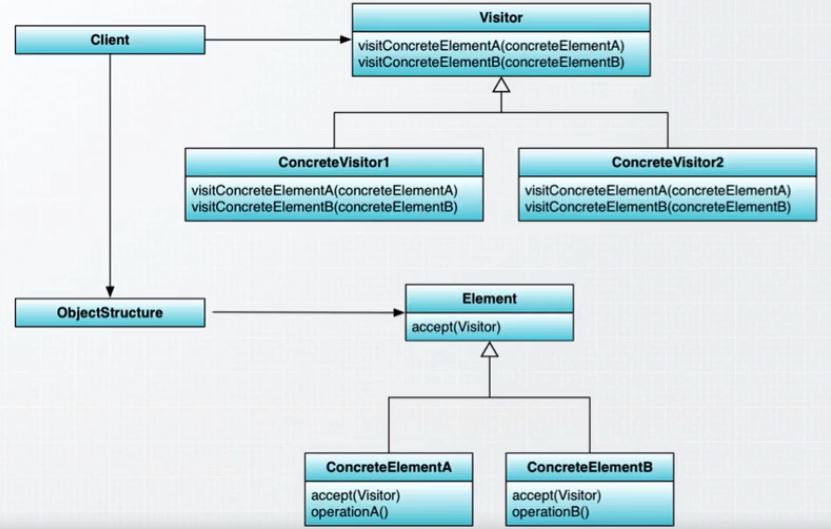 Visitor
Client
visitConcreteElementA(concreteElementA)
visitConcreteElementB(concreteElementB)
ConcreteVisitor1
visitConcreteElementA(concreteElementA)
visitConcreteElementB(concreteElementB)
ConcreteVisitor2
visitConcreteElementA(concreteElementA)
visitConcreteElementB(concreteElementB)
ObjectStructure
Element
accept(Visitor)
ConcreteElementA
accept(Visitor)
operationA()
ConcreteElementB
accept(Visitor)
operationB()